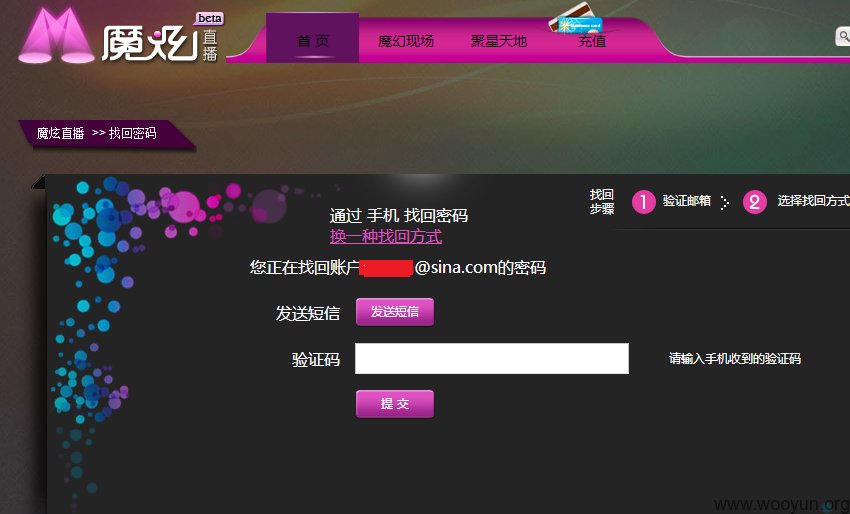 beta
魔炫 直播
首 页 魔幻现场 聚星天地 充值
魔炫直播 >> 找回密码
找回步骤 1 验证邮箱 2 选择找回方式
通过 手机 找回密码
换一种找回方式
您正在找回账户 @sina.com的密码
发送短信 发送短信
验证码 请输入手机收到的验证码
提 交
www.wooyun.org